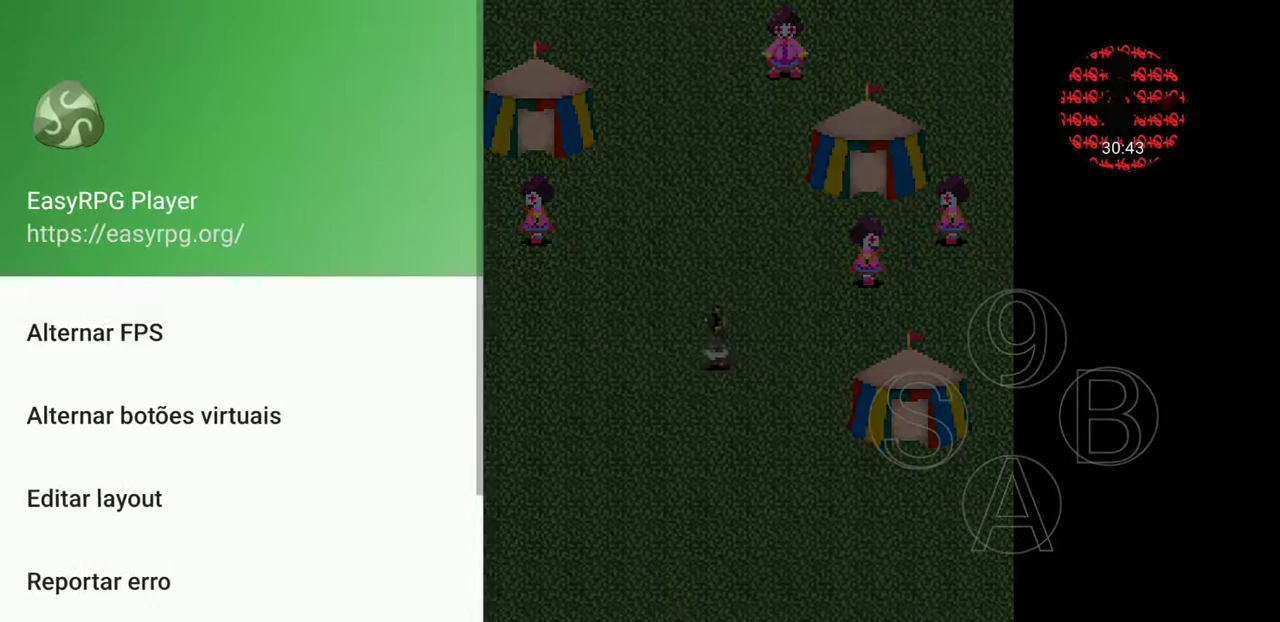 EasyRPG Player
https://easyrpg.org/
Alternar FPS
Alternar botões virtuais
Editar layout
Reportar erro
30:43
9
S
B
A